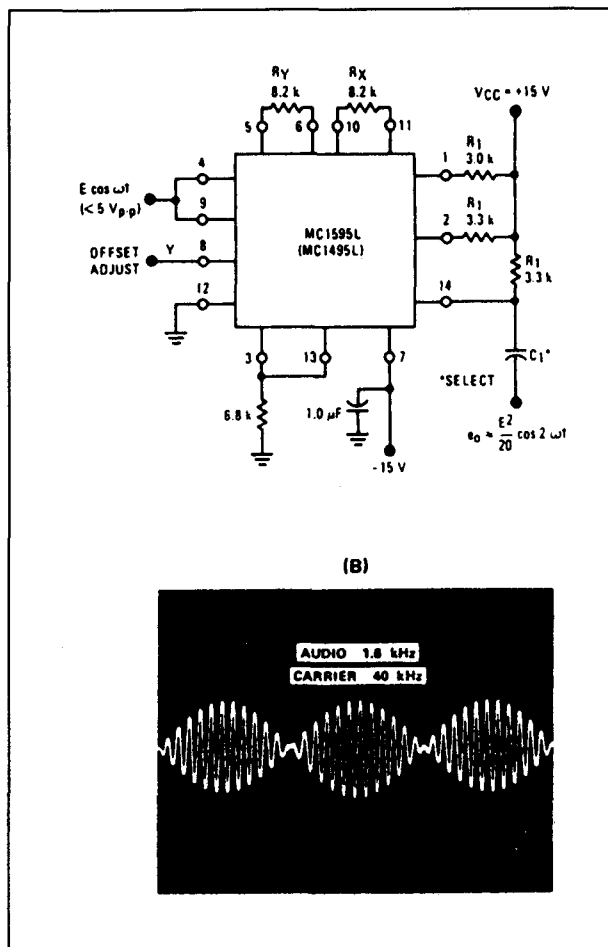 RY
8.2 k
RX
8.2 k
VCC = +15 V
5
6
10
11
4
E cos ωt
(< 5 Vp-p)
9
OFFSET
ADJUST
Y
8
12
MC1595L
(MC1495L)
1
R1
3.0 k
2
R1
3.3 k
R1
3.3 k
14
3
13
7
C1*
*SELECT
6.8 k
1.0 μF
-15 V
eo ≈ E2/20 cos 2 ωt
(B)
AUDIO 1.6 kHz
CARRIER 40 kHz